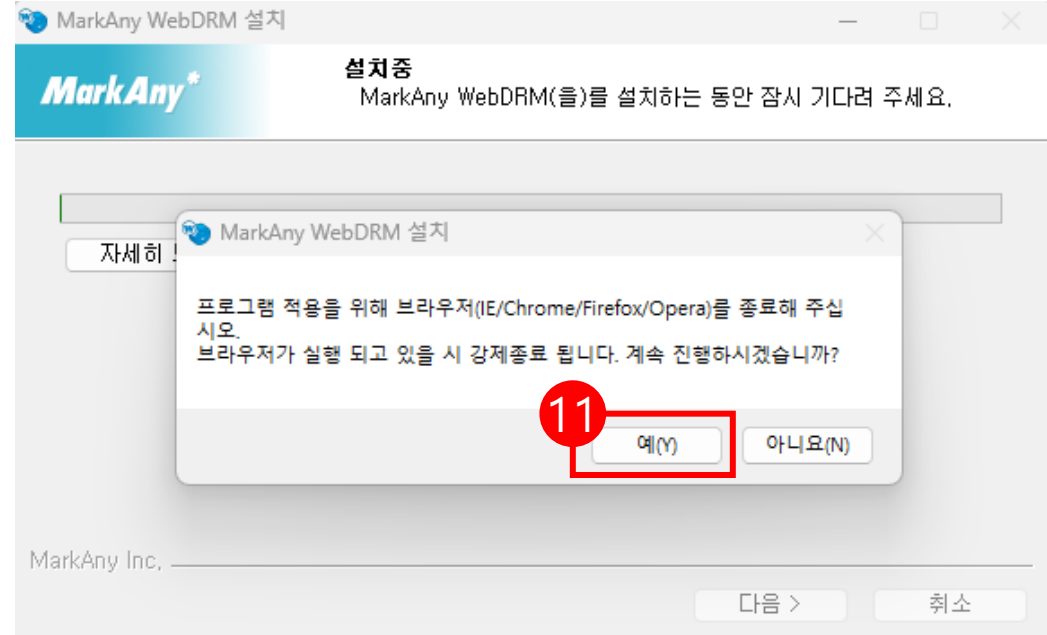 MarkAny WebDRM 설치
MarkAny*
설치중
MarkAny WebDRM(을)를 설치하는 동안 잠시 기다려 주세요.
자세히
MarkAny WebDRM 설치
프로그램 적용을 위해 브라우저(IE/Chrome/Firefox/Opera)를 종료해 주십
시오.
브라우저가 실행 되고 있을 시 강제종료 됩니다. 계속 진행하시겠습니까?
11
예(Y)
아니요(N)
MarkAny Inc.
다음 >
취소